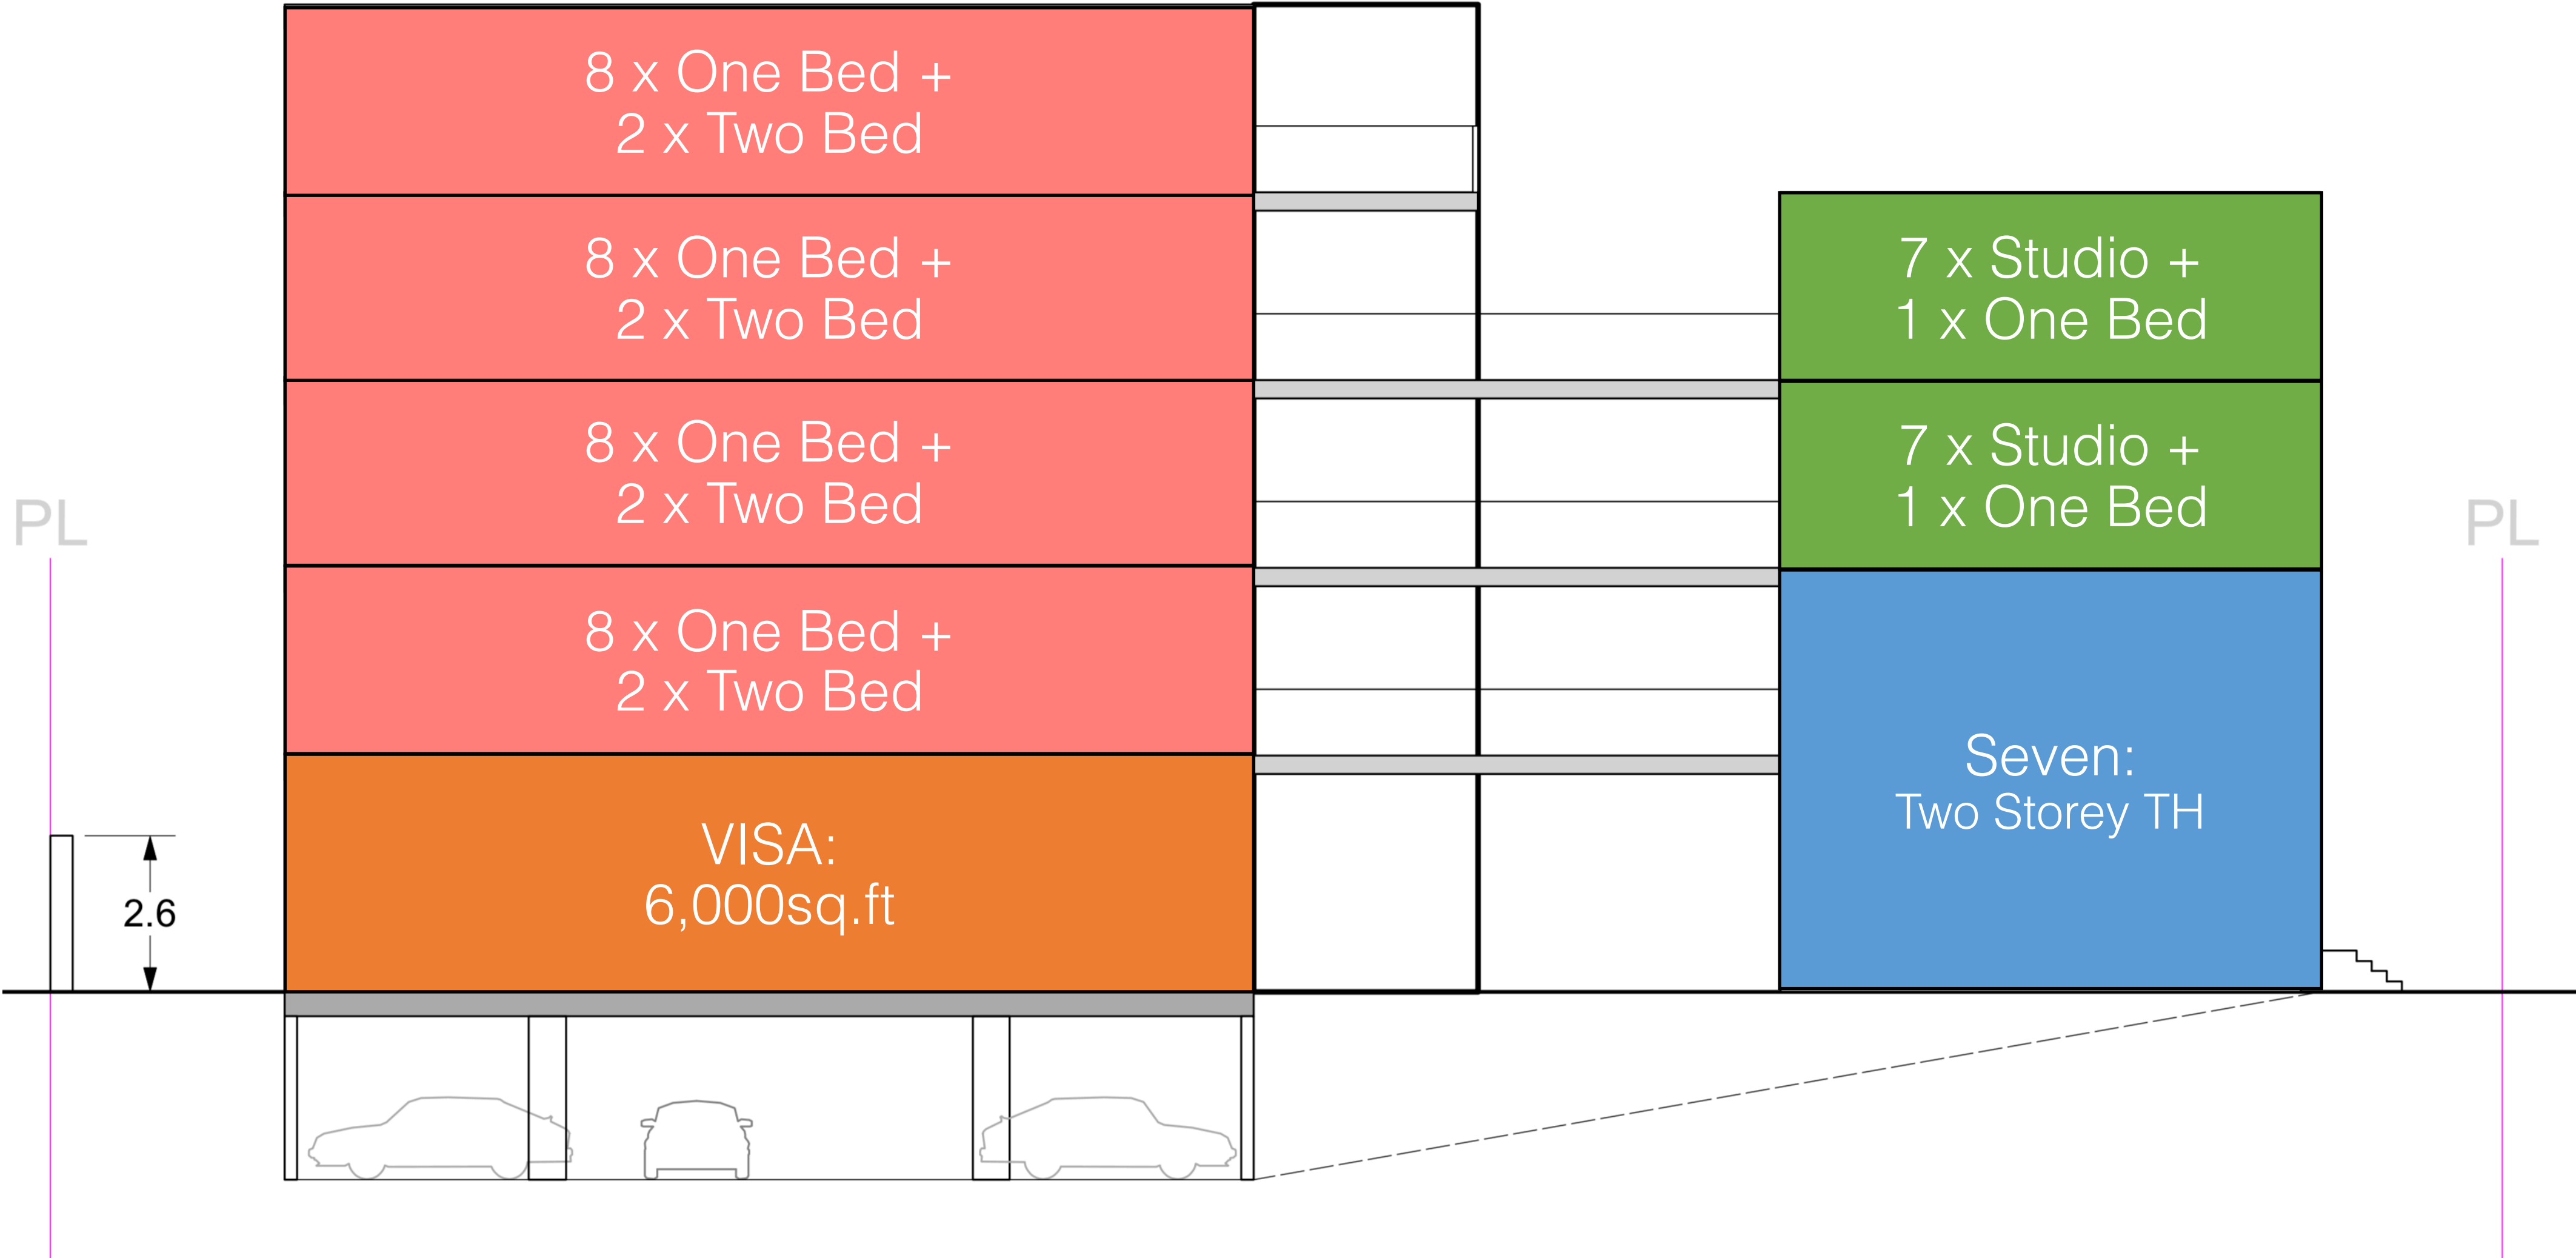 8 x One Bed +
2 x Two Bed
8 x One Bed +
2 x Two Bed
8 x One Bed +
2 x Two Bed
8 x One Bed +
2 x Two Bed
VISA:
6,000sq.ft
7 x Studio +
1 x One Bed
7 x Studio +
1 x One Bed
Seven:
Two Storey TH
PL
PL
2.6